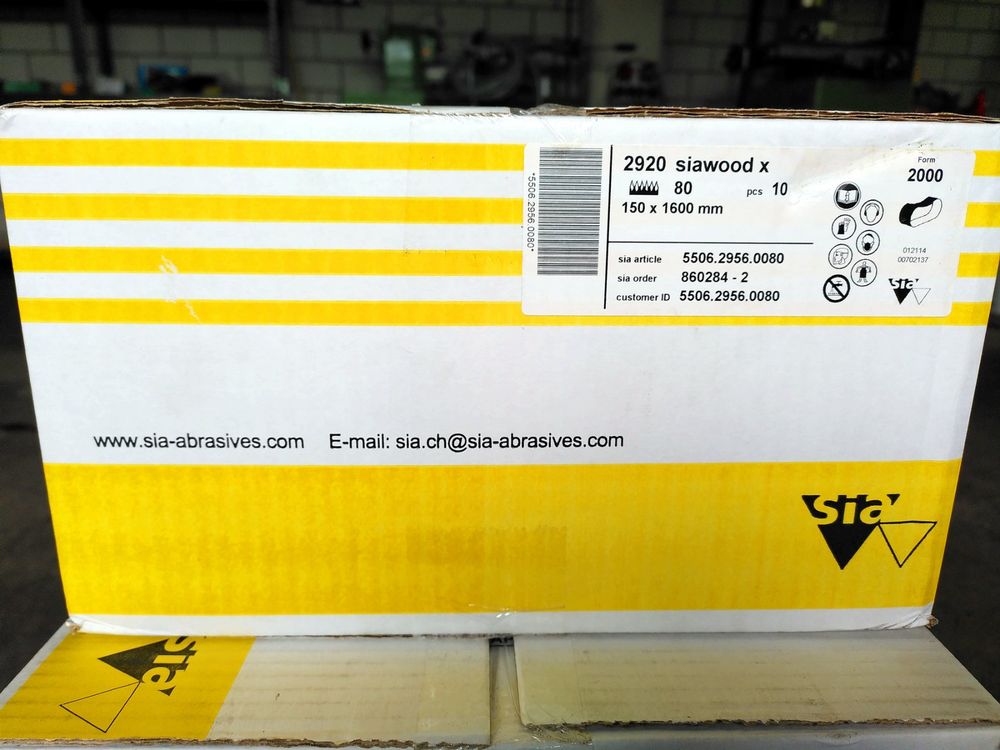 *5506.2956.0080*
2920 siawood x
80
pcs 10
150 x 1600 mm
Form
2000
sia article 5506.2956.0080
sia order 860284 - 2
customer ID 5506.2956.0080
012114
00702137
sia
www.sia-abrasives.com E-mail: sia.ch@sia-abrasives.com
sia
sia